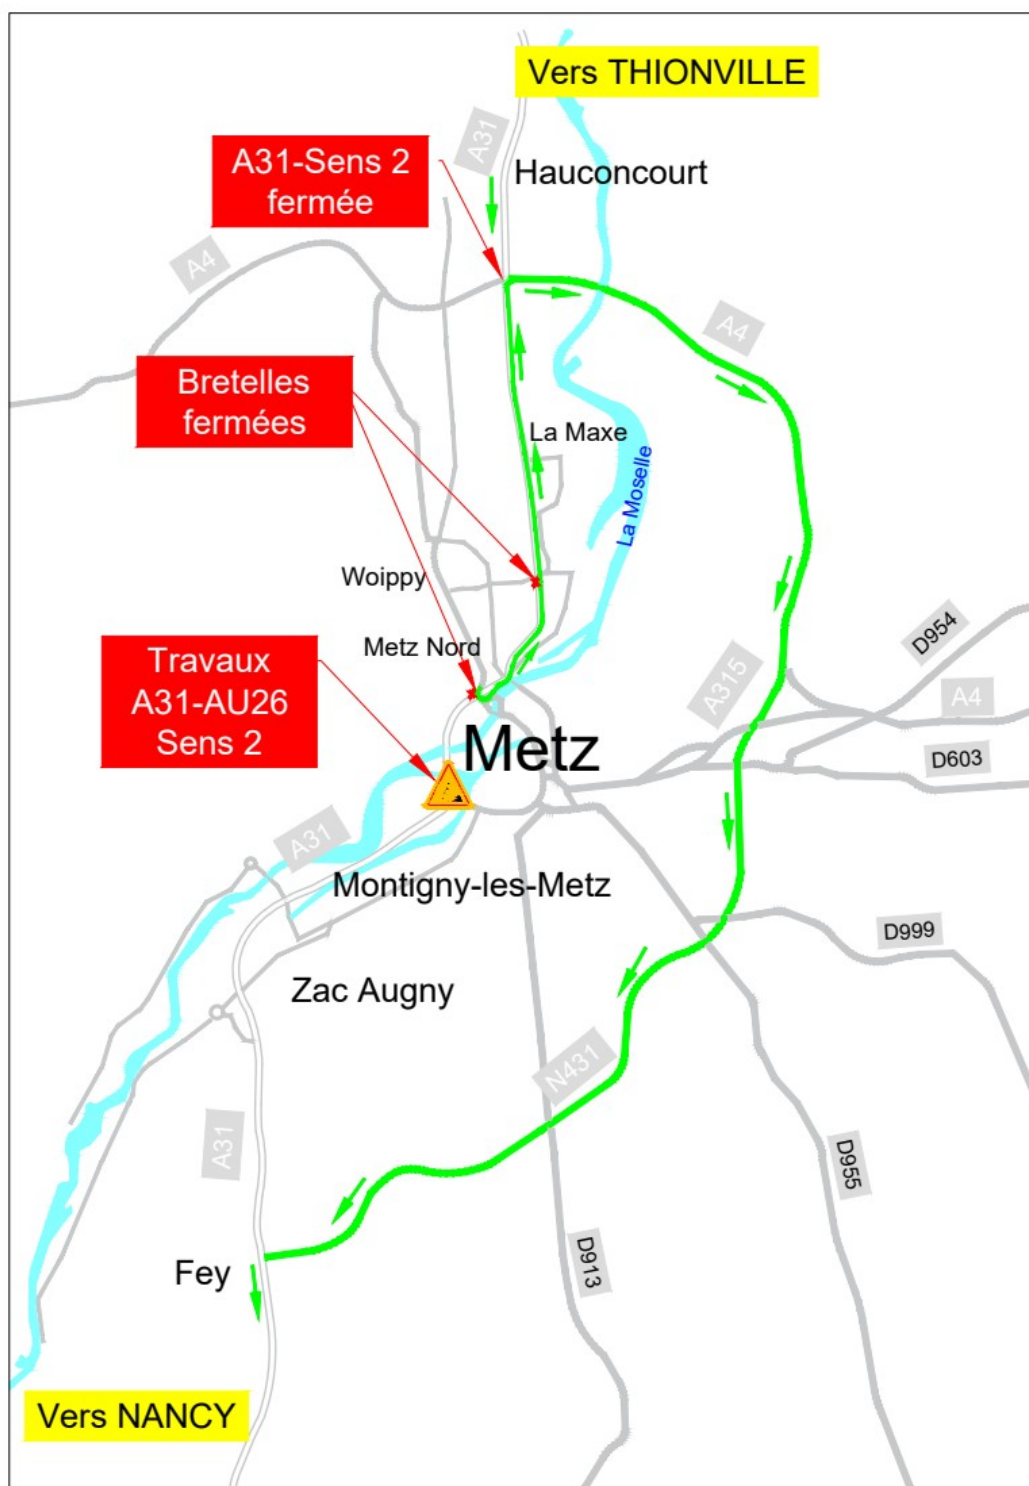 Vers THIONVILLE
A31
A31-Sens 2
fermée
Hauconcourt
A4
A4
Bretelles
fermées
La Maxe
La Moselle
Woippy
Metz Nord
Travaux
A31-AU26
Sens 2
D954
A315
A4
Metz
D603
A31
Montigny-les-Metz
D999
Zac Augny
N431
A31
D955
D913
Fey
Vers NANCY